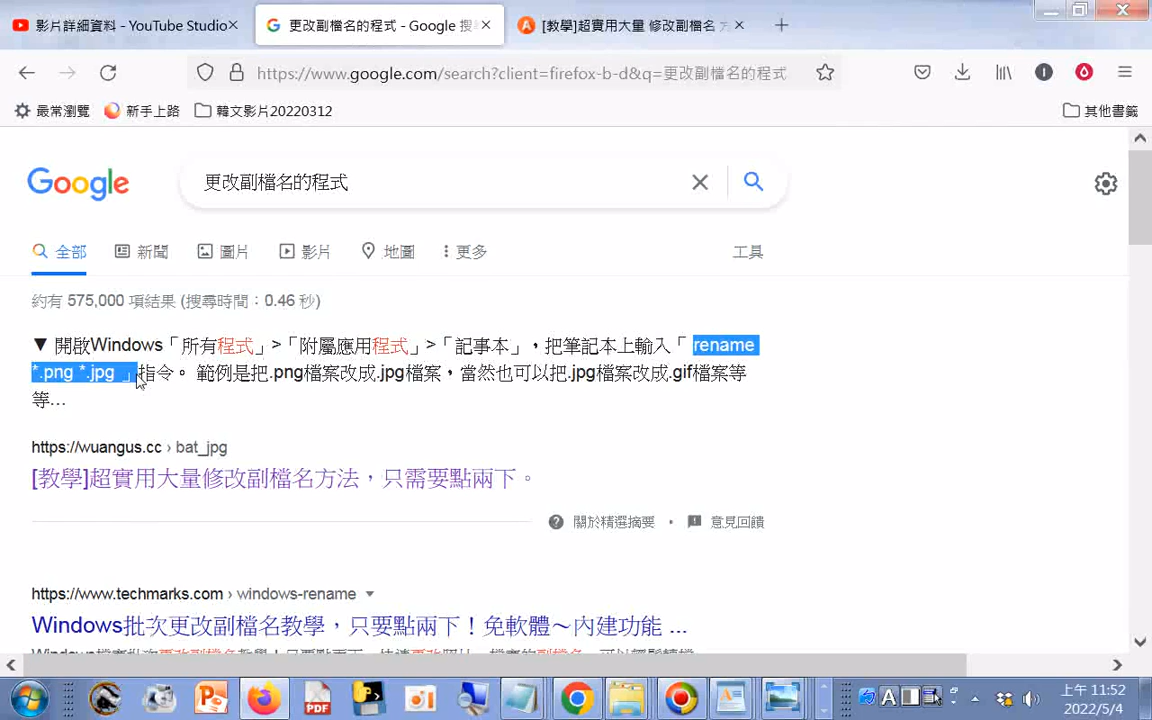 影片詳細資料 - YouTube Studio
更改副檔名的程式 - Google 搜
[教學]超實用大量 修改副檔名 方
https://www.google.com/search?client=firefox-b-d&q=更改副檔名的程式
最常瀏覽
新手上路
韓文影片20220312
其他書籤
Google
更改副檔名的程式
全部
新聞
圖片
影片
地圖
更多
工具
約有 575,000 項結果 (搜尋時間：0.46 秒)
▼ 開啟Windows「所有程式」>「附屬應用程式」>「記事本」，把筆記本上輸入「 rename
*.png *.jpg 」指令。 範例是把.png檔案改成.jpg檔案，當然也可以把.jpg檔案改成.gif檔案等
等...
https://wuangus.cc › bat_jpg
[教學]超實用大量修改副檔名方法，只需要點兩下。
關於精選摘要
•
意見回饋
https://www.techmarks.com › windows-rename
Windows批次更改副檔名教學，只要點兩下！免軟體～內建功能 ...
上午 11:52
2022/5/4